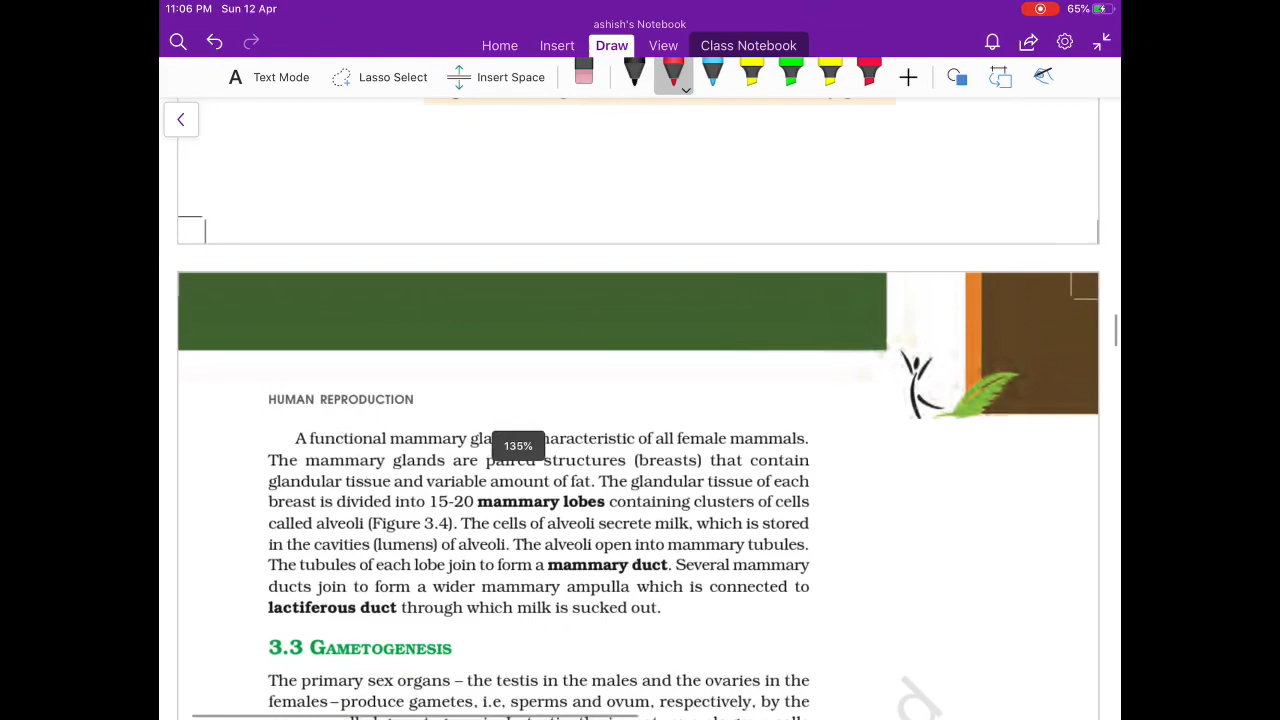 11:06 PM Sun 12 Apr
65%
ashish's Notebook
Home Insert Draw View Class Notebook
A Text Mode Lasso Select Insert Space
HUMAN REPRODUCTION
A functional mammary haracteristic of all female mammals.
135%
The mammary glands are paired structures (breasts) that contain
glandular tissue and variable amount of fat. The glandular tissue of each
breast is divided into 15-20 mammary lobes containing clusters of cells
called alveoli (Figure 3.4). The cells of alveoli secrete milk, which is stored
in the cavities (lumens) of alveoli. The alveoli open into mammary tubules.
The tubules of each lobe join to form a mammary duct. Several mammary
ducts join to form a wider mammary ampulla which is connected to
lactiferous duct through which milk is sucked out.
3.3 GAMETOGENESIS
The primary sex organs – the testis in the males and the ovaries in the
females – produce gametes, i.e, sperms and ovum, respectively, by the